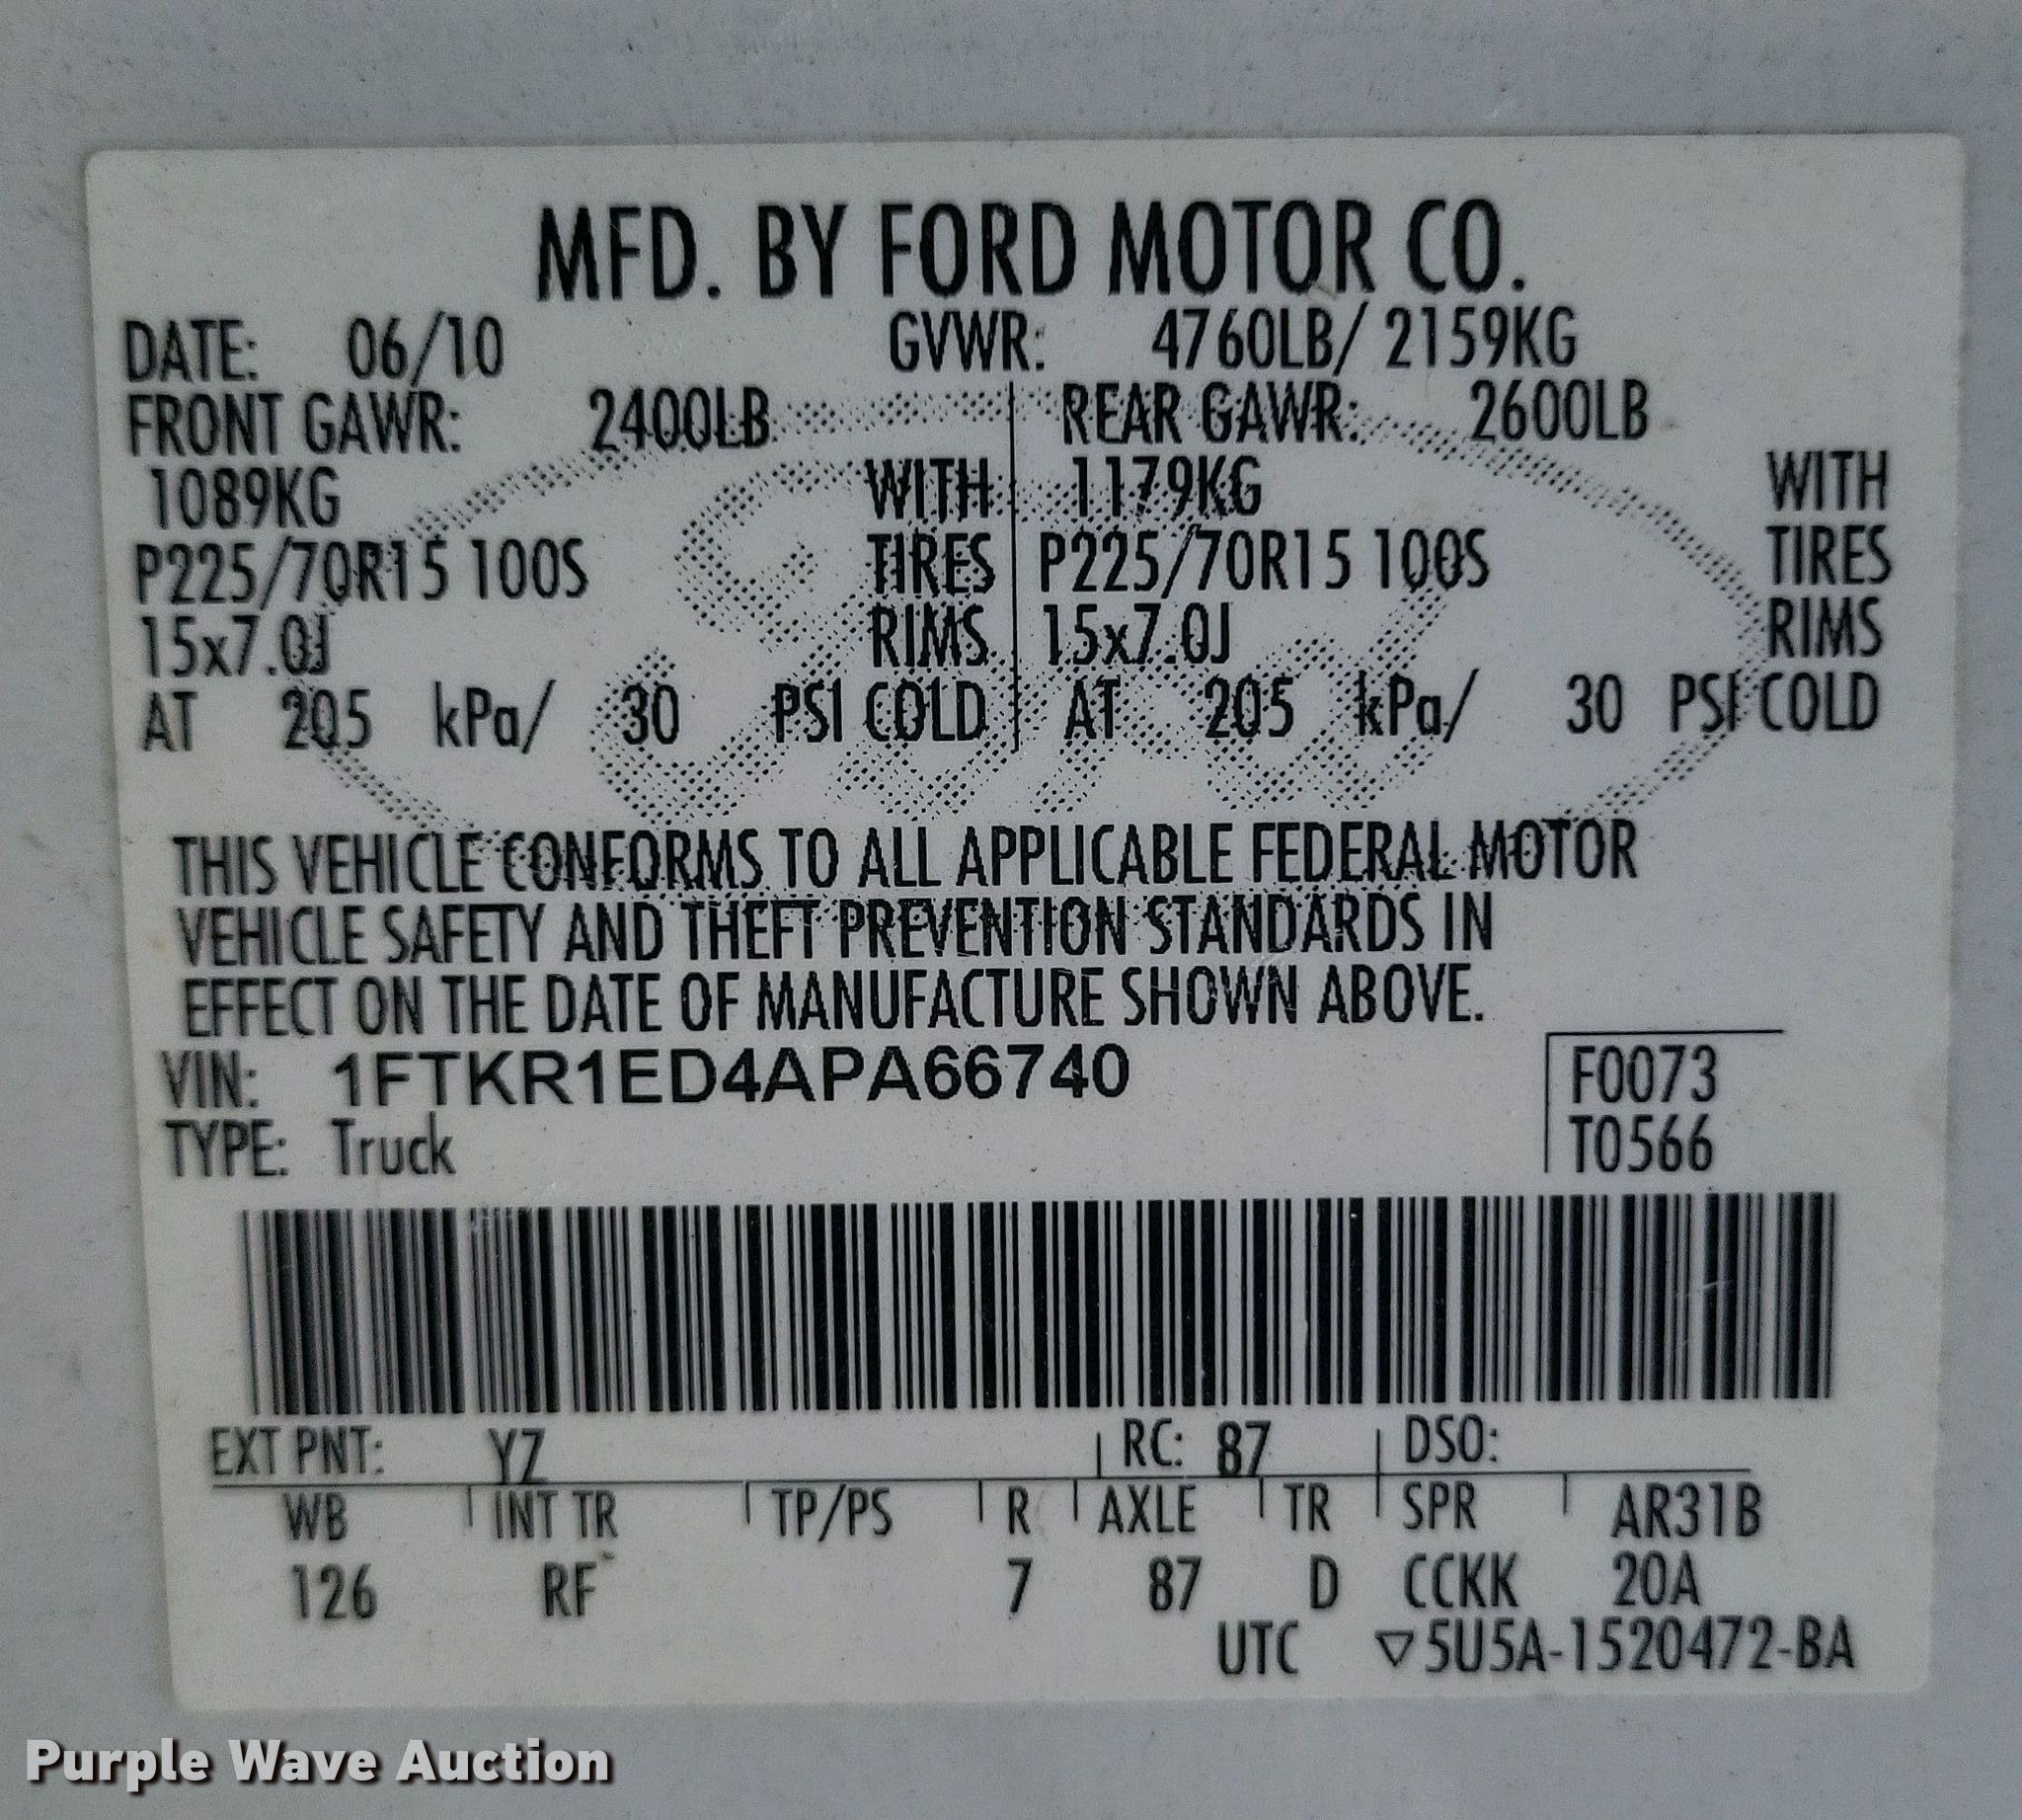 MFD. BY FORD MOTOR CO.
DATE: 06/10 GVWR: 4760LB/ 2159KG
FRONT GAWR: 2400LB REAR GAWR: 2600LB
1089KG WITH 1179KG WITH
P225/70R15 100S TIRES P225/70R15 100S TIRES
15x7.0J RIMS 15x7.0J RIMS
AT 205 kPa/ 30 PSI COLD AT 205 kPa/ 30 PSI COLD
THIS VEHICLE CONFORMS TO ALL APPLICABLE FEDERAL MOTOR
VEHICLE SAFETY AND THEFT PREVENTION STANDARDS IN
EFFECT ON THE DATE OF MANUFACTURE SHOWN ABOVE.
VIN: 1FTKR1ED4APA66740 F0073
TYPE: Truck T0566
EXT PNT: YZ RC: 87 DSO:
WB INT TR TP/PS R AXLE TR SPR AR31B
126 RF 7 87 D CCKK 20A
UTC ▽5U5A-1520472-BA
Purple Wave Auction